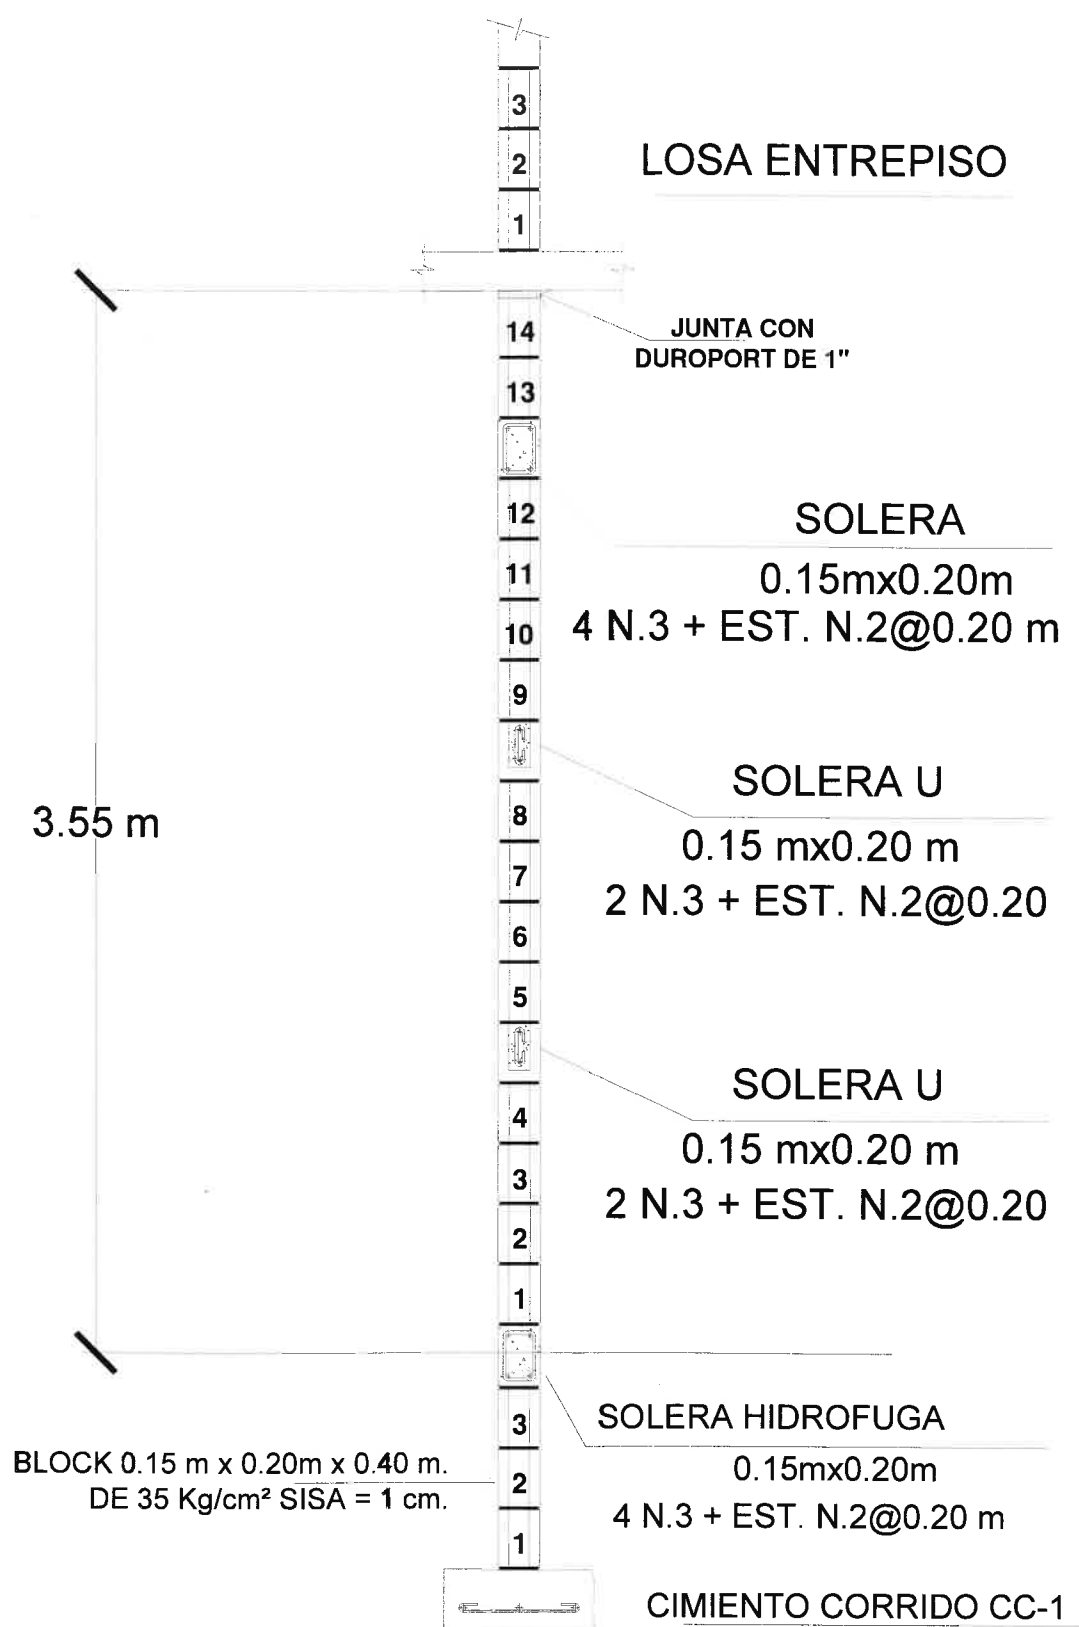 3
2
LOSA ENTREPISO
1
14
JUNTA CON
DUROPORT DE 1"
13
12
SOLERA
11
0.15mx0.20m
10
4 N.3 + EST. N.2@0.20 m
9
SOLERA U
3.55 m
8
0.15 mx0.20 m
7
2 N.3 + EST. N.2@0.20
6
5
SOLERA U
4
0.15 mx0.20 m
3
2 N.3 + EST. N.2@0.20
2
1
3
SOLERA HIDROFUGA
BLOCK 0.15 m x 0.20m x 0.40 m.
DE 35 Kg/cm² SISA = 1 cm.
2
0.15mx0.20m
4 N.3 + EST. N.2@0.20 m
1
CIMIENTO CORRIDO CC-1